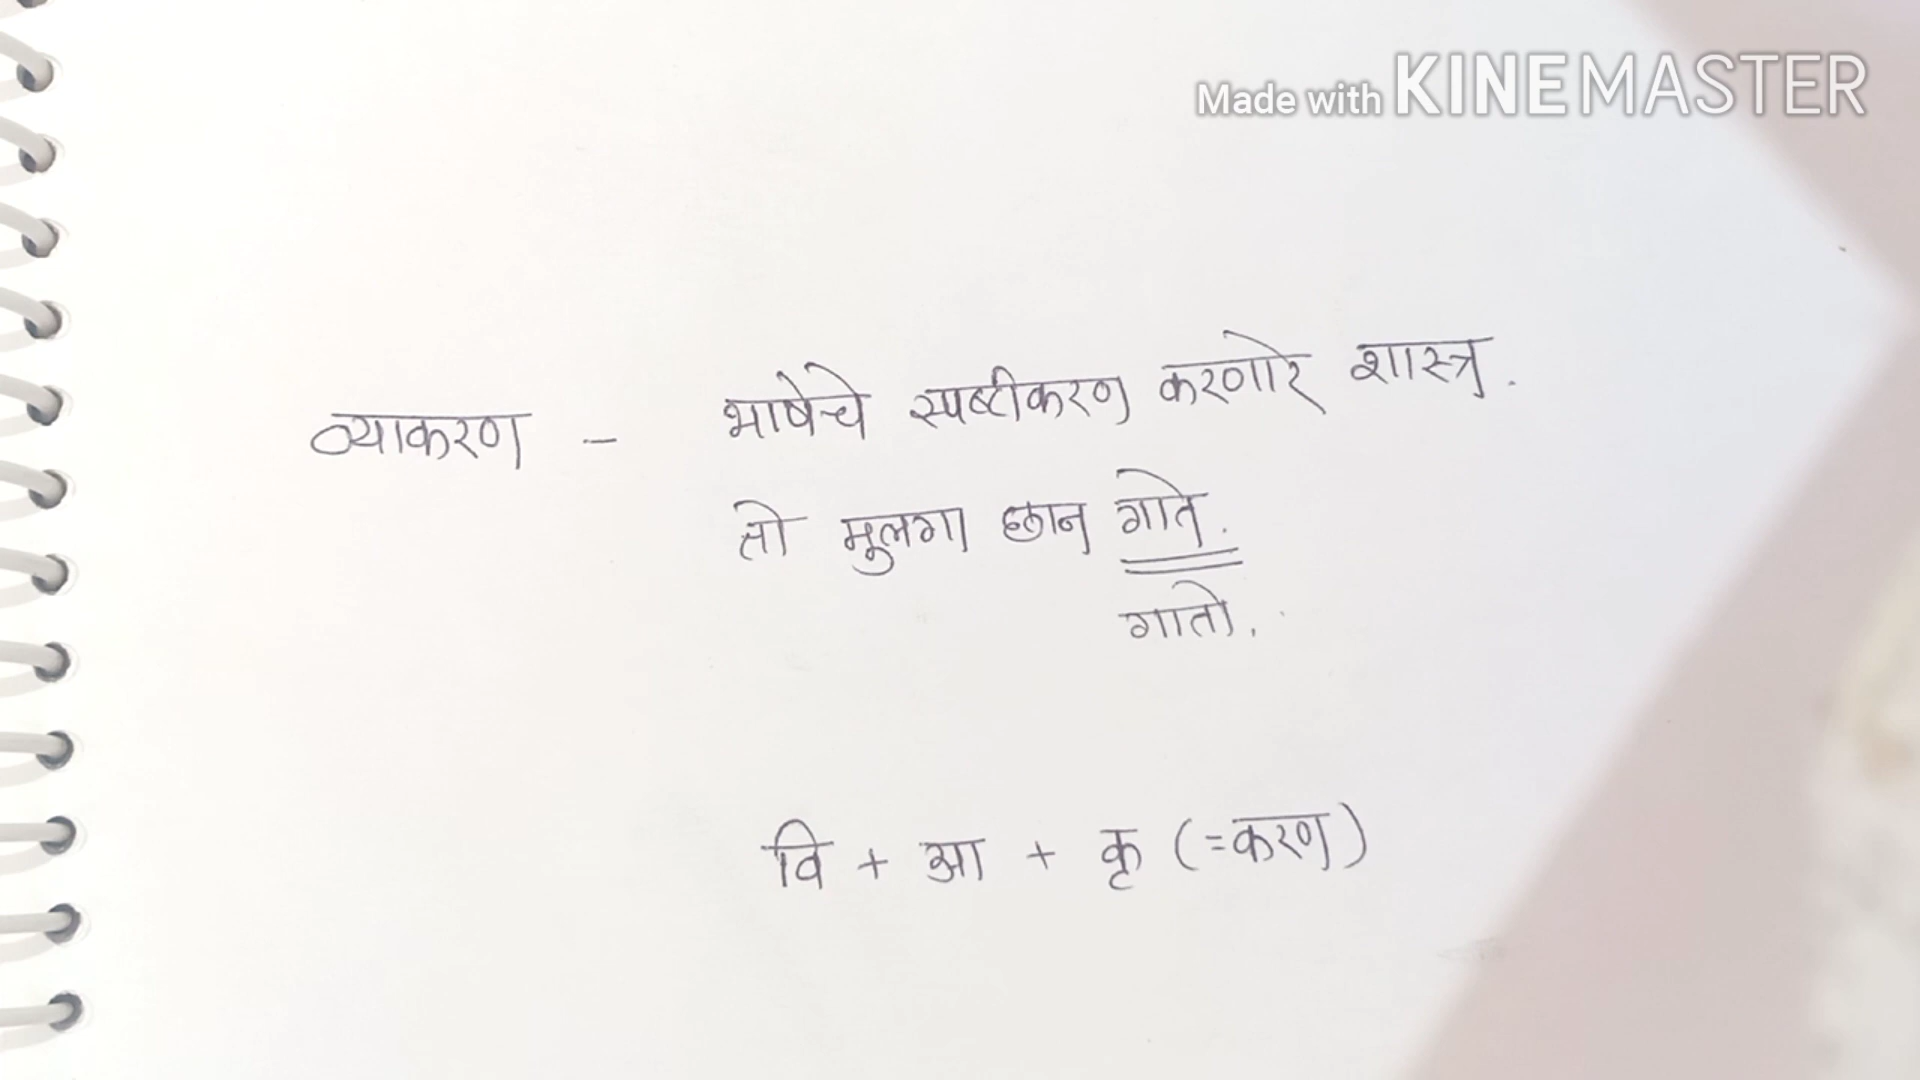 Made with KINEMASTER
व्याकरण - भाषेचे स्पष्टीकरण करणारे शास्त्र.
तो मुलगा छान गाते.
गातो.
वि + आ + कृ (=करण)